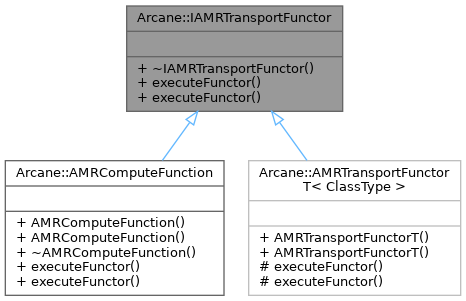 Arcane::IAMRTransportFunctor
+ ~IAMRTransportFunctor()
+ executeFunctor()
+ executeFunctor()
Arcane::AMRComputeFunction
+ AMRComputeFunction()
+ AMRComputeFunction()
+ ~AMRComputeFunction()
+ executeFunctor()
+ executeFunctor()
Arcane::AMRTransportFunctor
T< ClassType >
+ AMRTransportFunctorT()
+ AMRTransportFunctorT()
# executeFunctor()
# executeFunctor()